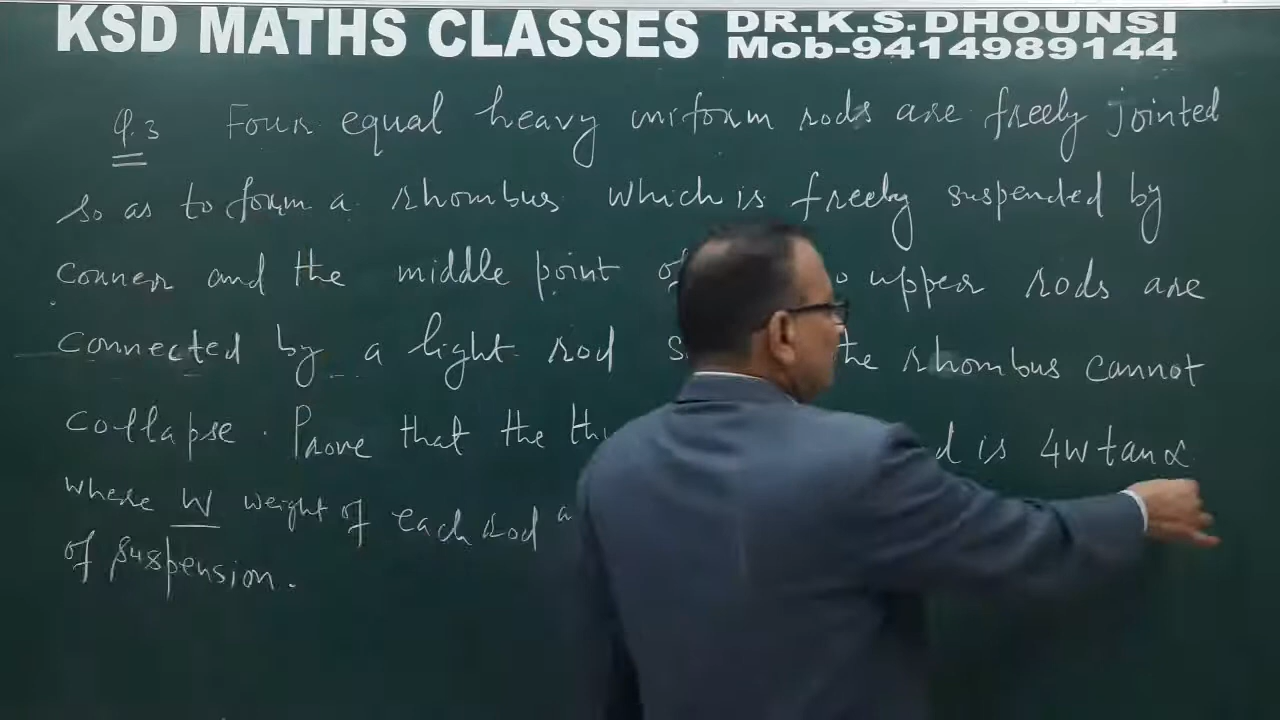 KSD MATHS CLASSES DR.K.S.DHOUNSI
Mob-9414989144
Q.3 Four equal heavy uniform rods are freely jointed
so as to form a rhombus which is freely suspended by
conner and the middle point of upper rods are
connected by a light rod the rhombus cannot
collapse. Prove that the is 4W tan α
where W weight of each rod
of suspension.